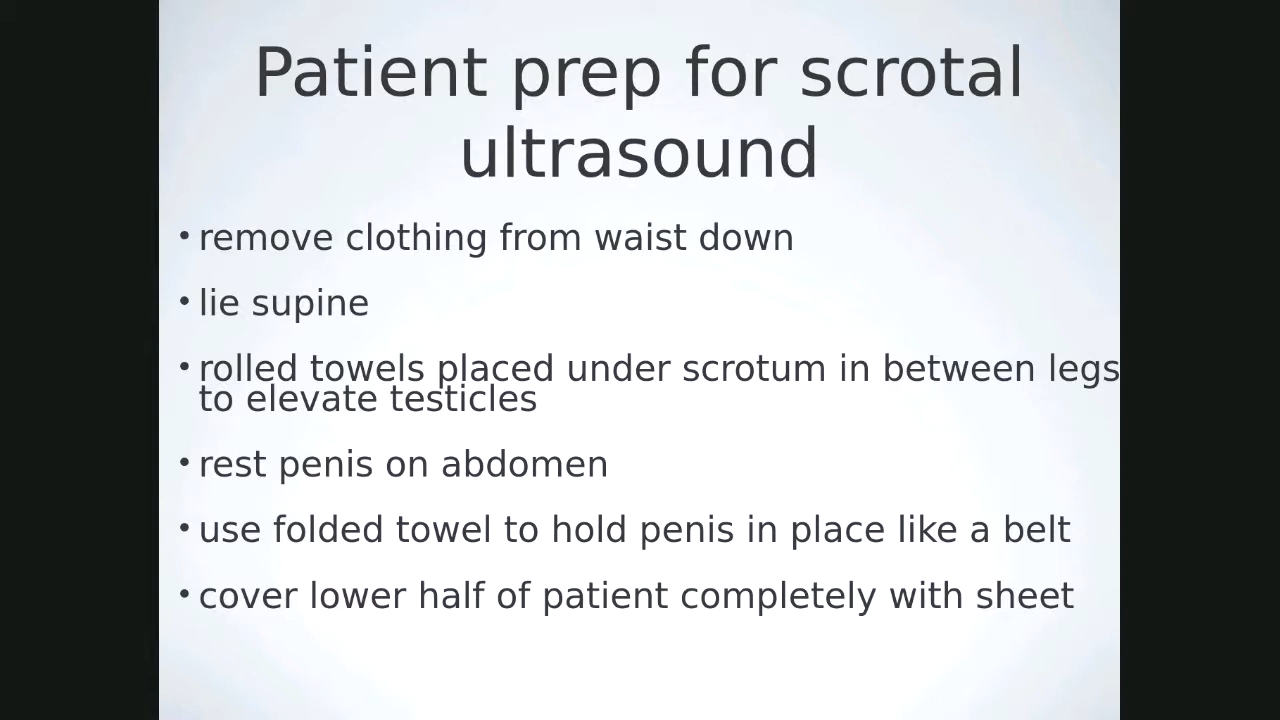 Patient prep for scrotal
ultrasound
• remove clothing from waist down
• lie supine
• rolled towels placed under scrotum in between legs
to elevate testicles
• rest penis on abdomen
• use folded towel to hold penis in place like a belt
• cover lower half of patient completely with sheet